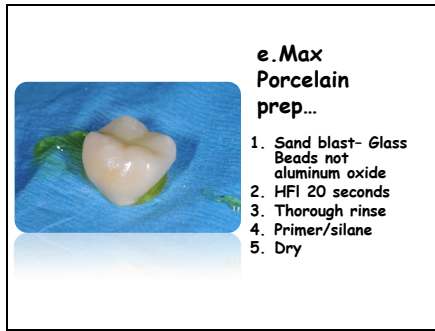 e.Max
Porcelain
prep...
1. Sand blast– Glass
Beads not
aluminum oxide
2. HFl 20 seconds
3. Thorough rinse
4. Primer/silane
5. Dry